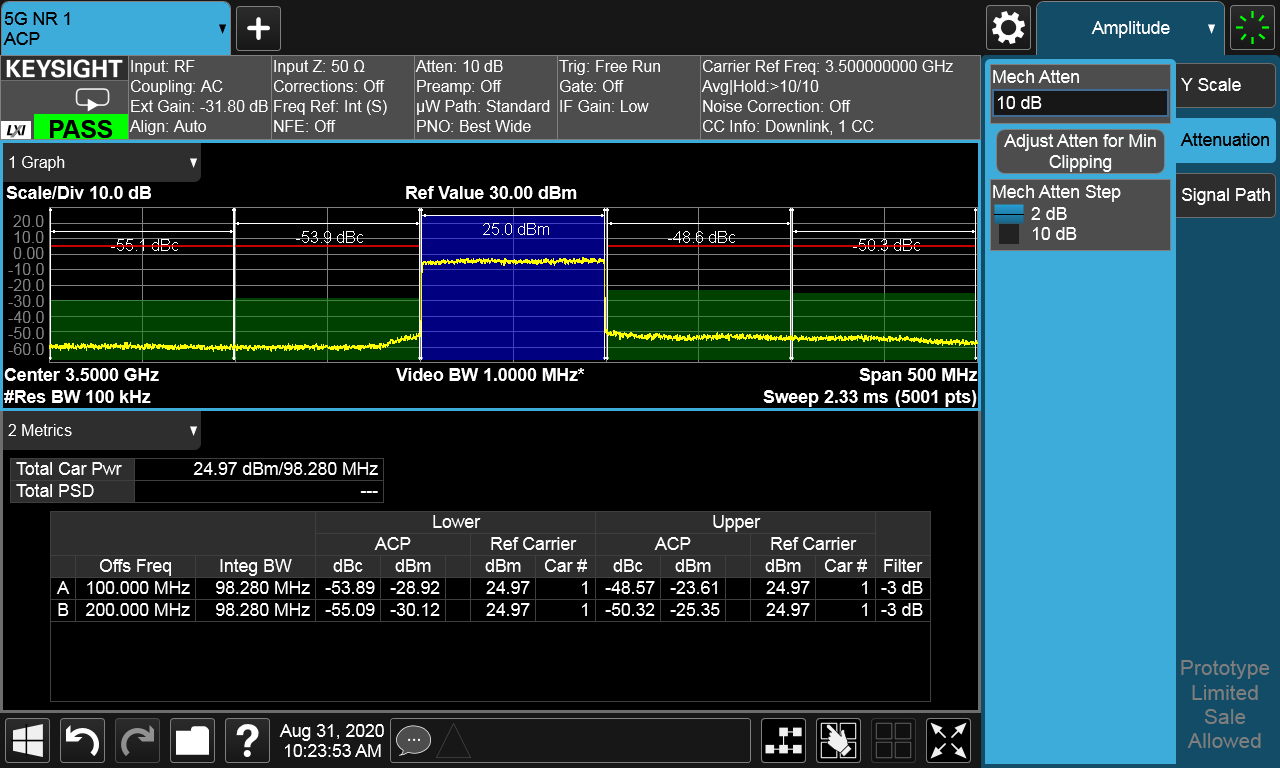 5G NR 1
ACP
Amplitude
KEYSIGHT
LXI
PASS
Input: RF
Coupling: AC
Ext Gain: -31.80 dB
Align: Auto
Input Z: 50 Ω
Corrections: Off
Freq Ref: Int (S)
NFE: Off
Atten: 10 dB
Preamp: Off
µW Path: Standard
PNO: Best Wide
Trig: Free Run
Gate: Off
IF Gain: Low
Carrier Ref Freq: 3.500000000 GHz
Avg|Hold:>10/10
Noise Correction: Off
CC Info: Downlink, 1 CC
1 Graph
Scale/Div 10.0 dB Ref Value 30.00 dBm
20.0
10.0
0.00
-10.0
-20.0
-30.0
-40.0
-50.0
-60.0
-55.1 dBc -53.9 dBc 25.0 dBm -48.6 dBc -50.3 dBc
Center 3.5000 GHz Video BW 1.0000 MHz* Span 500 MHz
#Res BW 100 kHz Sweep 2.33 ms (5001 pts)
2 Metrics
Total Car Pwr 24.97 dBm/98.280 MHz
Total PSD ---
Lower Upper
ACP Ref Carrier ACP Ref Carrier
Offs Freq Integ BW dBc dBm dBm Car # dBc dBm dBm Car # Filter
A 100.000 MHz 98.280 MHz -53.89 -28.92 24.97 1 -48.57 -23.61 24.97 1 -3 dB
B 200.000 MHz 98.280 MHz -55.09 -30.12 24.97 1 -50.32 -25.35 24.97 1 -3 dB
?
Aug 31, 2020
10:23:53 AM
Mech Atten
10 dB
Adjust Atten for Min
Clipping
Mech Atten Step
2 dB
10 dB
Y Scale
Attenuation
Signal Path
Prototype
Limited
Sale
Allowed